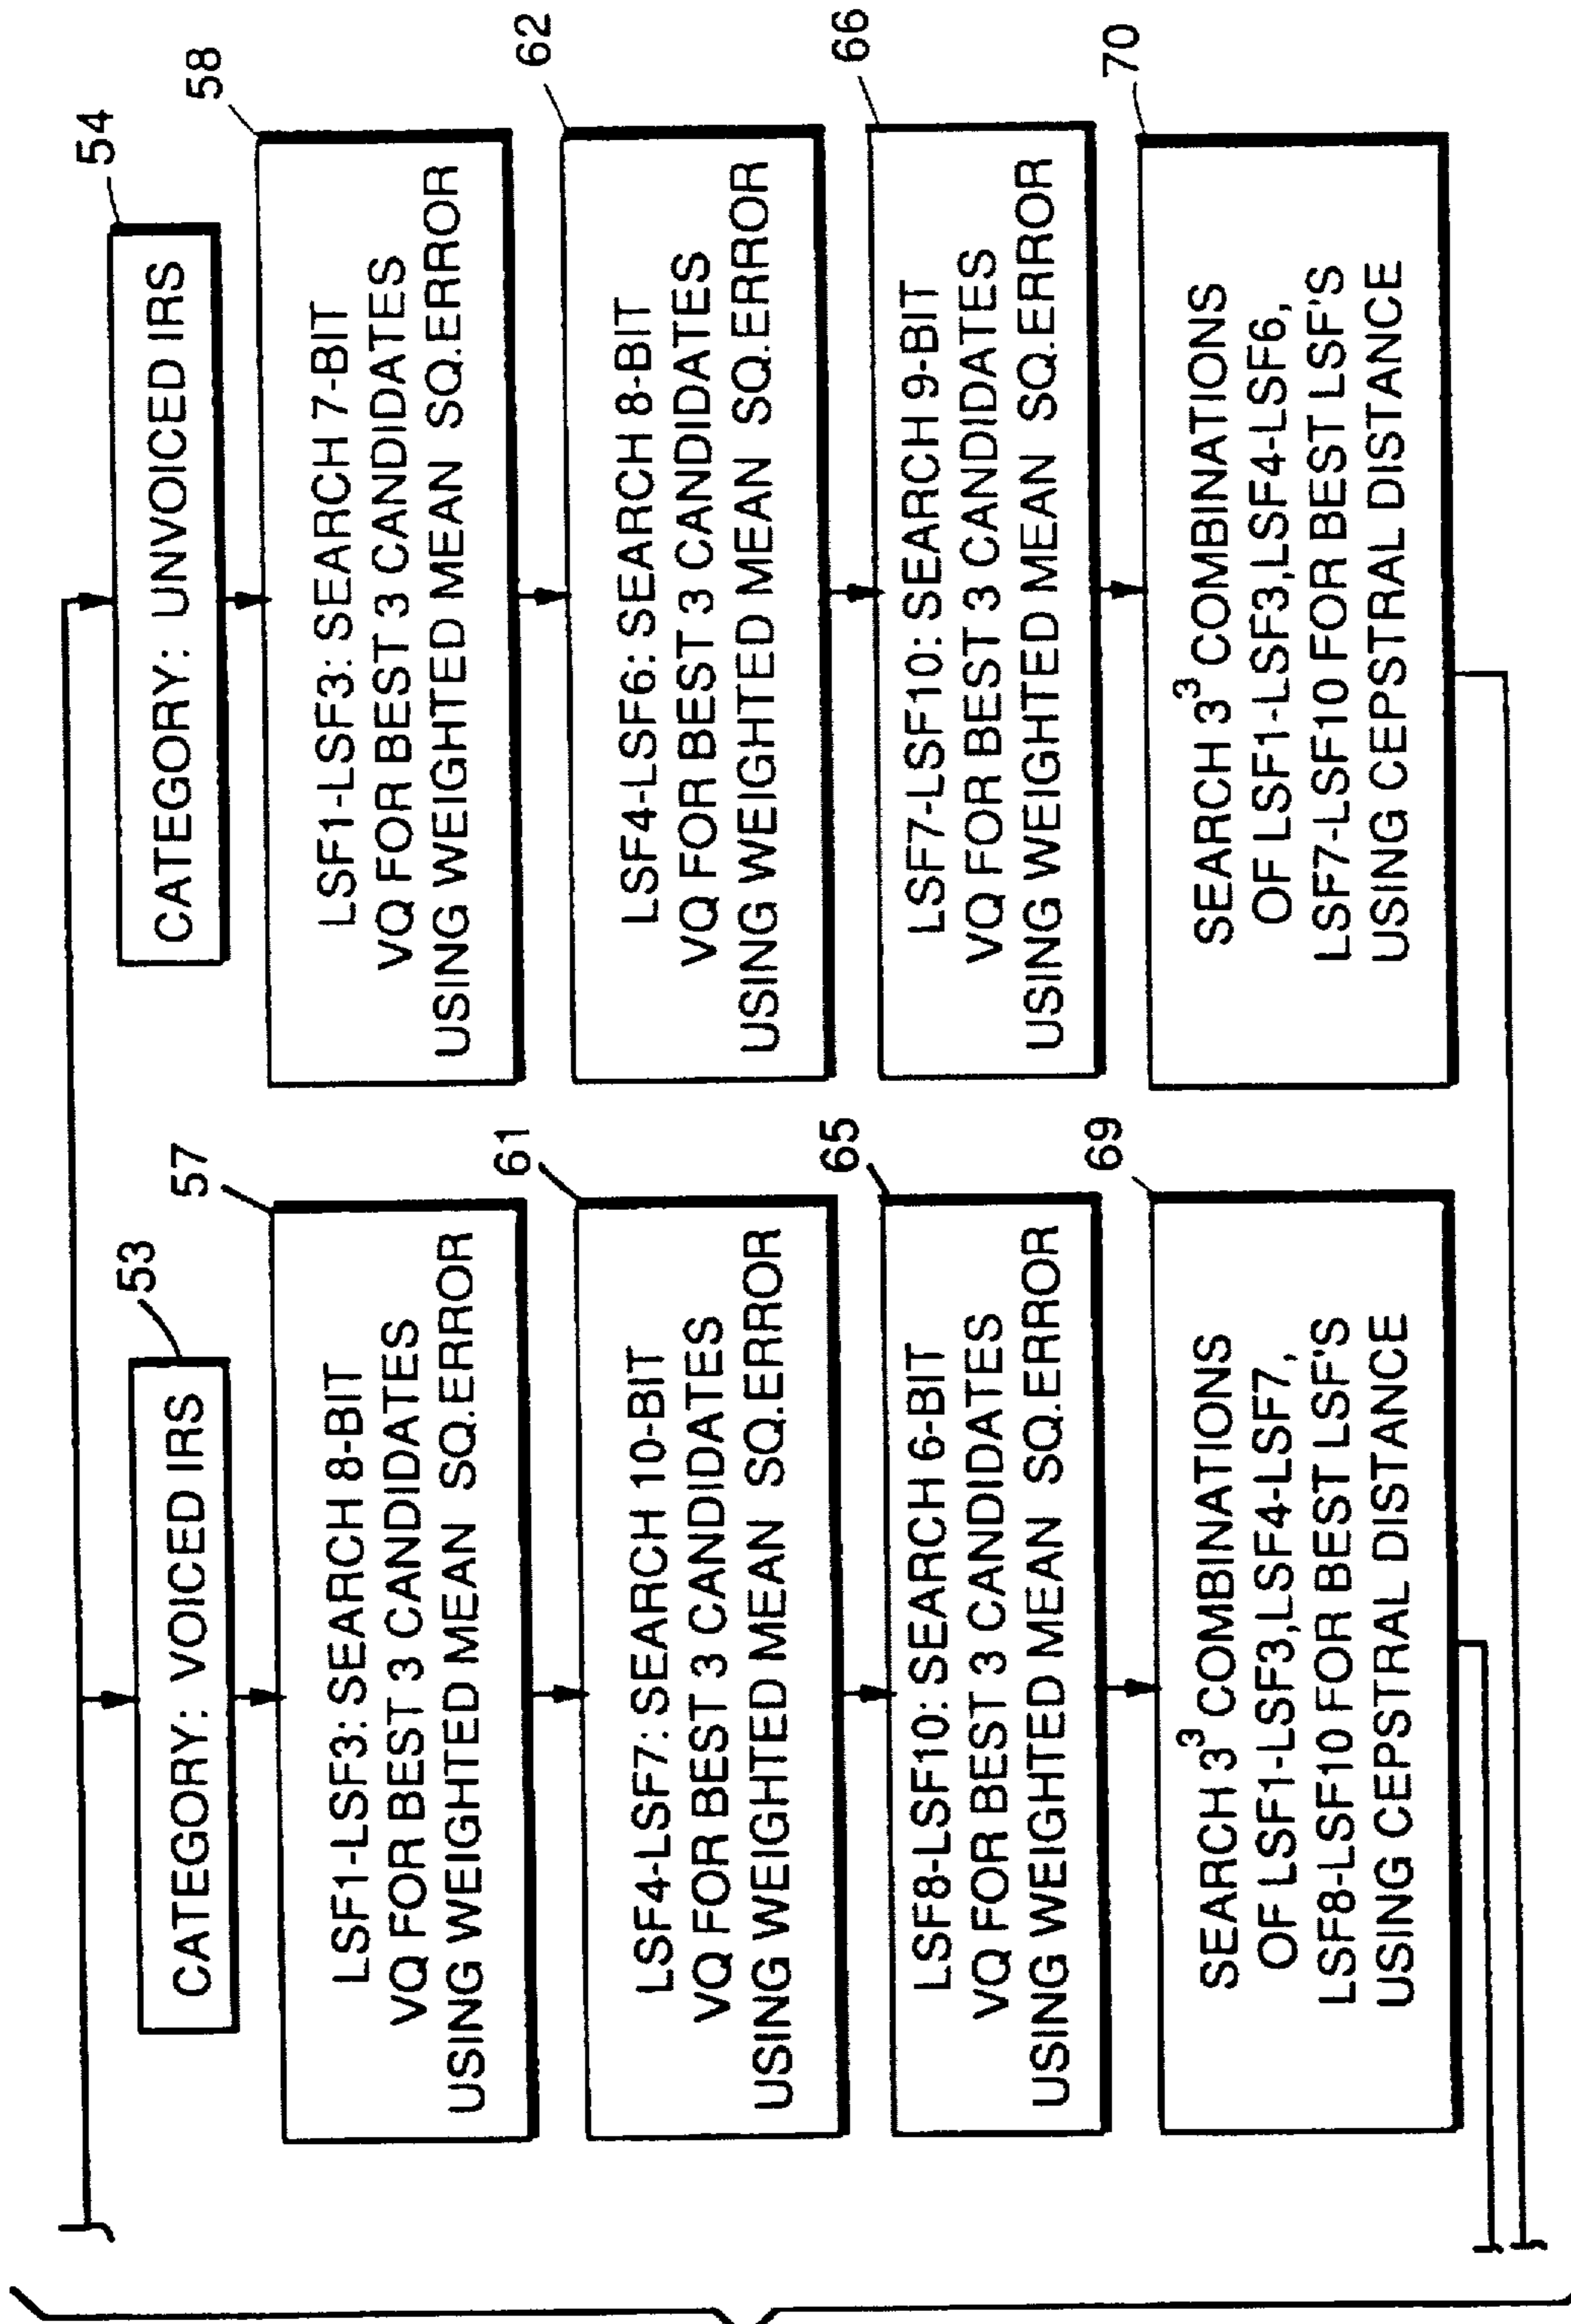 53
CATEGORY: VOICED IRS
57
LSF1-LSF3: SEARCH 8-BIT
VQ FOR BEST 3 CANDIDATES
USING WEIGHTED MEAN SQ.ERROR
61
LSF4-LSF7: SEARCH 10-BIT
VQ FOR BEST 3 CANDIDATES
USING WEIGHTED MEAN SQ.ERROR
65
LSF8-LSF10: SEARCH 6-BIT
VQ FOR BEST 3 CANDIDATES
USING WEIGHTED MEAN SQ.ERROR
69
SEARCH 3³ COMBINATIONS
OF LSF1-LSF3,LSF4-LSF7,
LSF8-LSF10 FOR BEST LSF'S
USING CEPSTRAL DISTANCE
54
CATEGORY: UNVOICED IRS
58
LSF1-LSF3: SEARCH 7-BIT
VQ FOR BEST 3 CANDIDATES
USING WEIGHTED MEAN SQ.ERROR
62
LSF4-LSF6: SEARCH 8-BIT
VQ FOR BEST 3 CANDIDATES
USING WEIGHTED MEAN SQ.ERROR
66
LSF7-LSF10: SEARCH 9-BIT
VQ FOR BEST 3 CANDIDATES
USING WEIGHTED MEAN SQ.ERROR
70
SEARCH 3³ COMBINATIONS
OF LSF1-LSF3,LSF4-LSF6,
LSF7-LSF10 FOR BEST LSF'S
USING CEPSTRAL DISTANCE